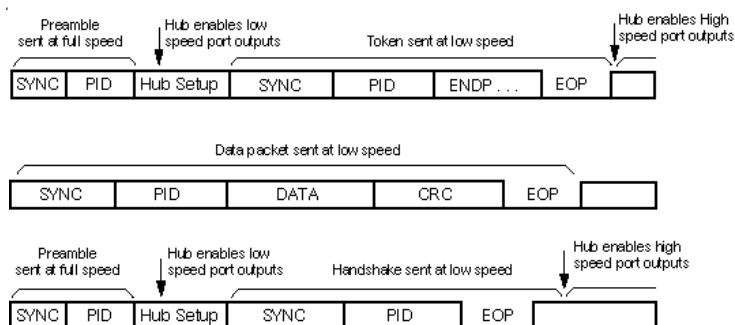 Preamble
sent at full speed
Hub enables low
speed port outputs
Token sent at low speed
Hub enables High
speed port outputs
SYNC PID Hub Setup SYNC PID ENDP . . . EOP
Data packet sent at low speed
SYNC PID DATA CRC EOP
Preamble
sent at full speed
Hub enables low
speed port outputs
Handshake sent at low speed
Hub enables high
speed port outputs
SYNC PID Hub Setup SYNC PID EOP